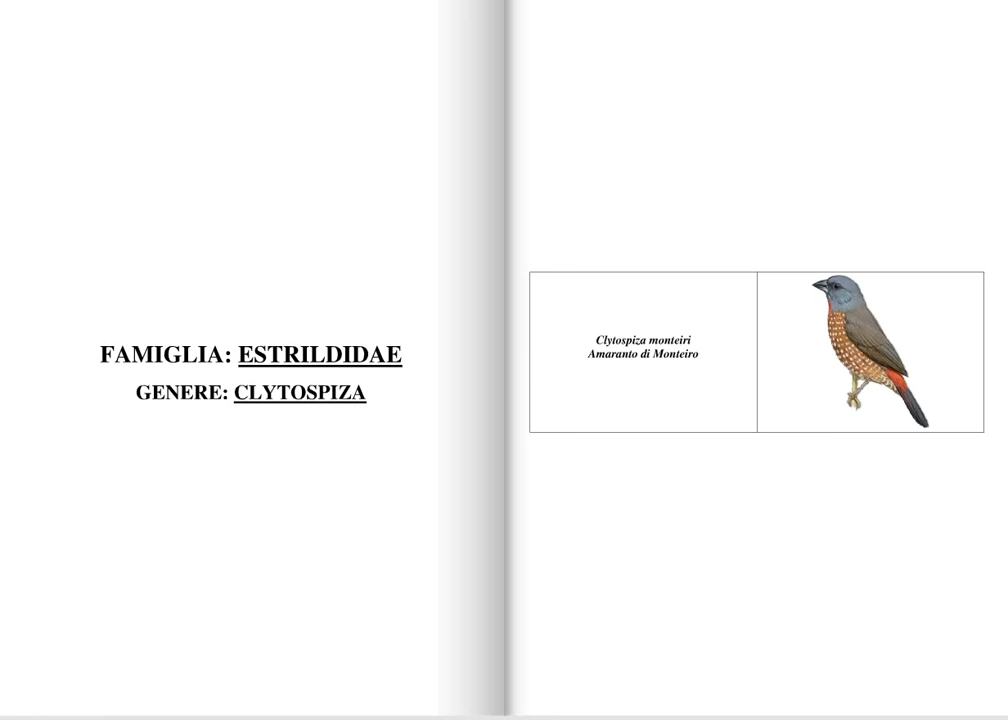 FAMIGLIA: ESTRILDIDAE
GENERE: CLYTOSPIZA
Clytospiza monteiri
Amaranto di Monteiro